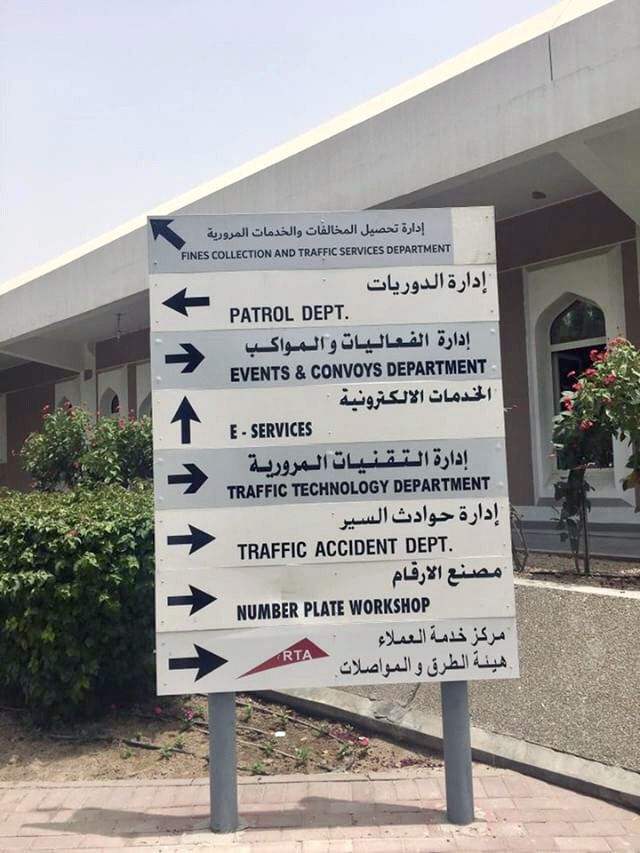 إدارة تحصيل المخالفات والخدمات المرورية
FINES COLLECTION AND TRAFFIC SERVICES DEPARTMENT
إدارة الدوريات
PATROL DEPT.
إدارة الفعاليات والمواكب
EVENTS & CONVOYS DEPARTMENT
الخدمات الالكترونية
E - SERVICES
إدارة التقنيات المرورية
TRAFFIC TECHNOLOGY DEPARTMENT
إدارة حوادث السير
TRAFFIC ACCIDENT DEPT.
مصنع الارقام
NUMBER PLATE WORKSHOP
مركز خدمة العملاء
هيئة الطرق و المواصلات
RTA